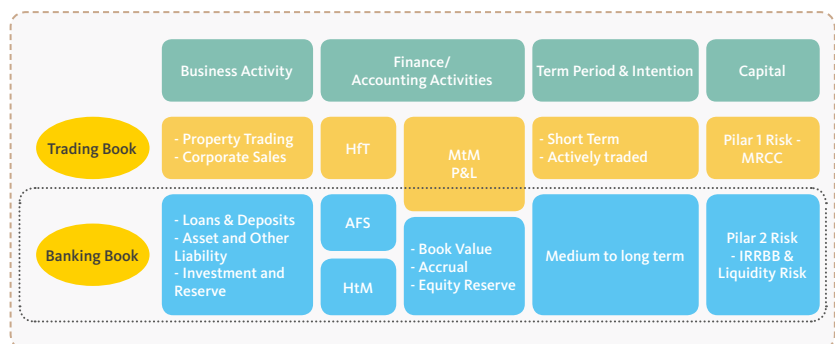 Business Activity
Finance/
Accounting Activities
Term Period & Intention
Capital
Trading Book
- Property Trading
- Corporate Sales
HfT
MtM
P&L
- Short Term
- Actively traded
Pilar 1 Risk -
MRCC
Banking Book
- Loans & Deposits
- Asset and Other
Liability
- Investment and
Reserve
AFS
HtM
- Book Value
- Accrual
- Equity Reserve
Medium to long term
Pilar 2 Risk
- IRRBB &
Liquidity Risk